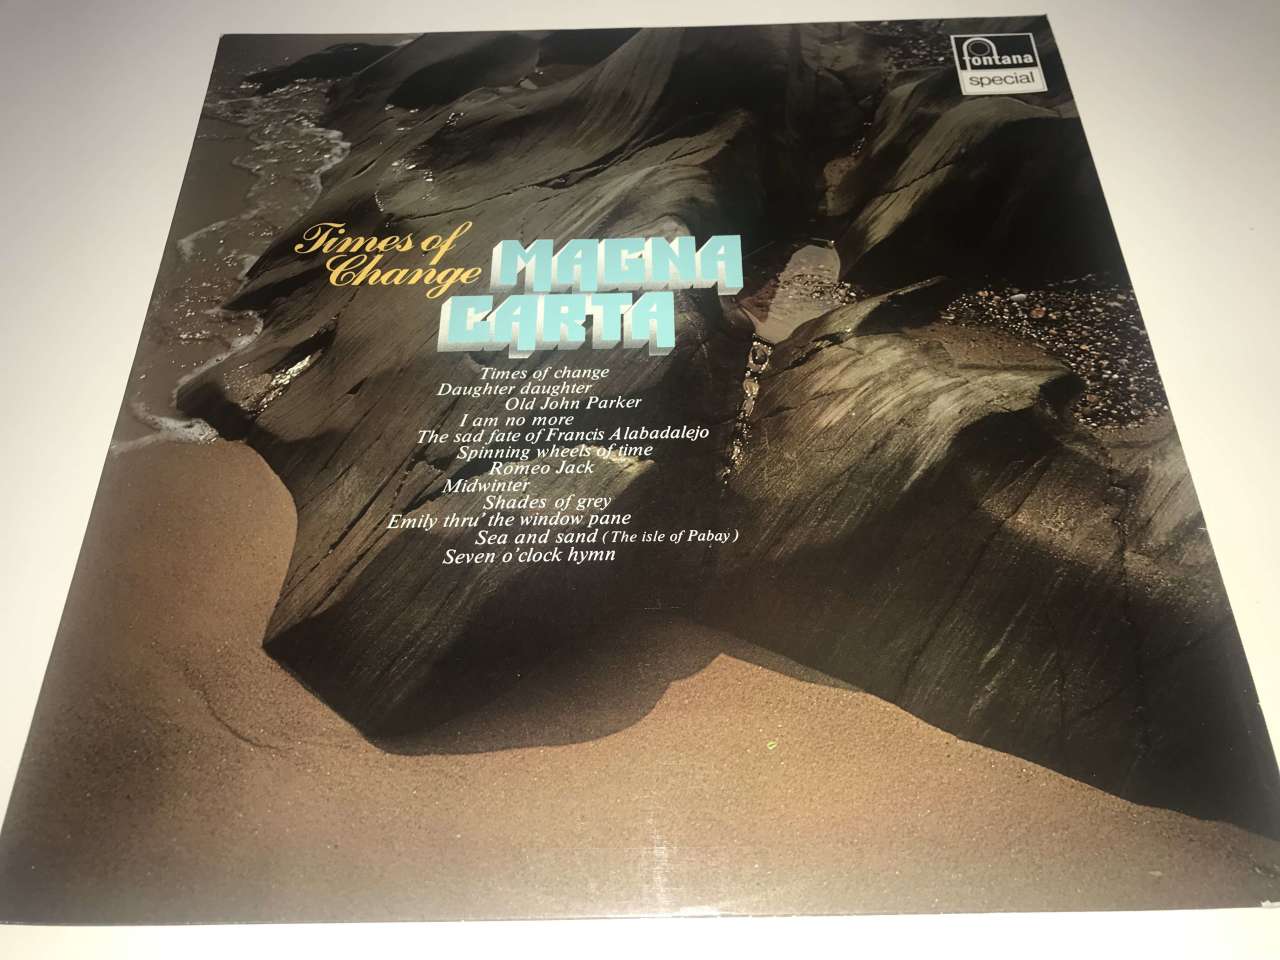 fontana
special
Times of
Change
MAGNA
CARTA
Times of change
Daughter daughter
Old John Parker
I am no more
The sad fate of Francis Alabadalejo
Spinning wheels of time
Romeo Jack
Midwinter
Shades of grey
Emily thru' the window pane
Sea and sand (The isle of Pabay)
Seven o'clock hymn